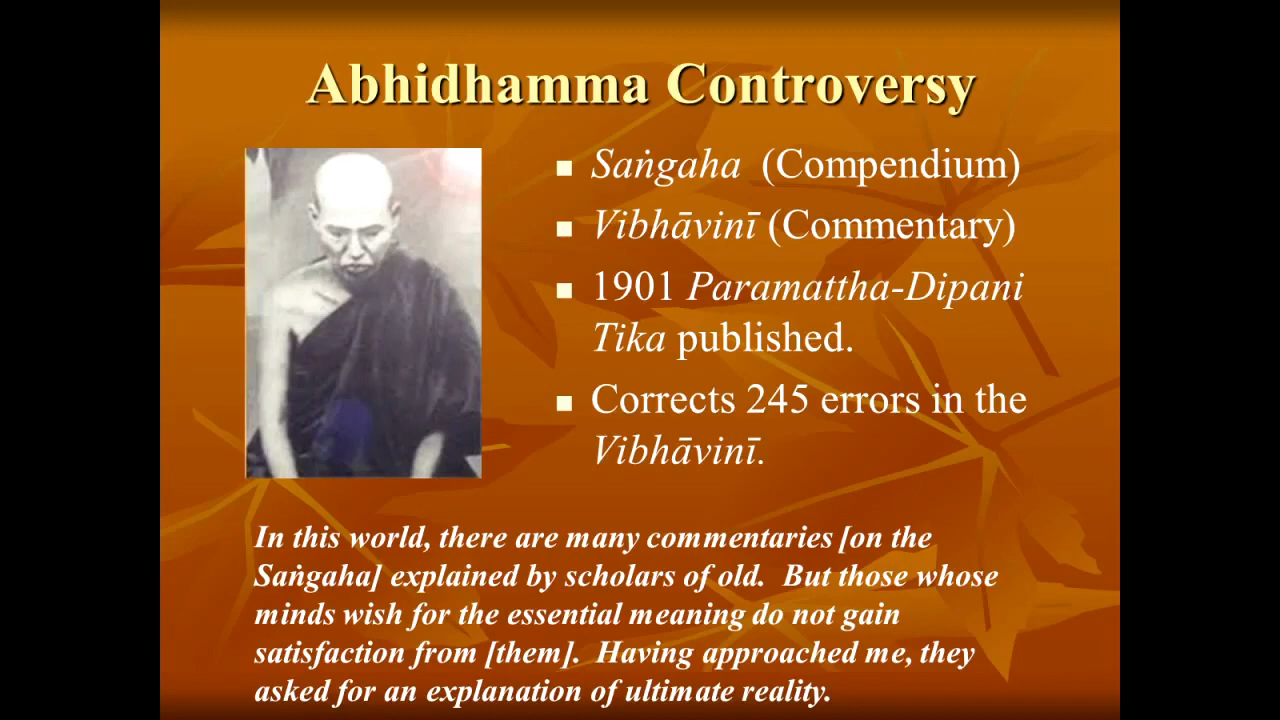 Abhidhamma Controversy
Saṅgaha (Compendium)
Vibhāvinī (Commentary)
1901 Paramattha-Dipani
Tika published.
Corrects 245 errors in the
Vibhāvinī.
In this world, there are many commentaries [on the
Saṅgaha] explained by scholars of old. But those whose
minds wish for the essential meaning do not gain
satisfaction from [them]. Having approached me, they
asked for an explanation of ultimate reality.